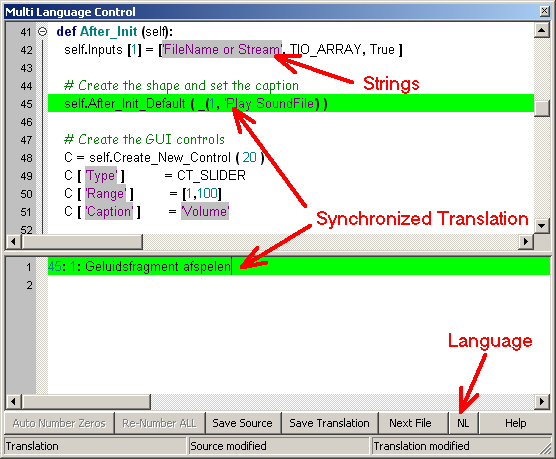 Multi Language Control
41 def After_Init (self):
42 self.Inputs [1] = ['FileName or Stream', TIO_ARRAY, True ]
43
44 # Create the shape and set the caption
45 self.After_Init_Default ( _(1, 'Play SoundFile') )
46
47 # Create the GUI controls
48 C = self.Create_New_Control ( 20 )
49 C [ 'Type' ] = CT_SLIDER
50 C [ 'Range' ] = [1,100]
51 C [ 'Caption' ] = 'Volume'
52
Strings
Synchronized Translation
1 45: 1: Geluidsfragment afspelen
2
Language
Auto Number Zeros Re-Number ALL Save Source Save Translation Next File NL Help
Translation Source modified Translation modified